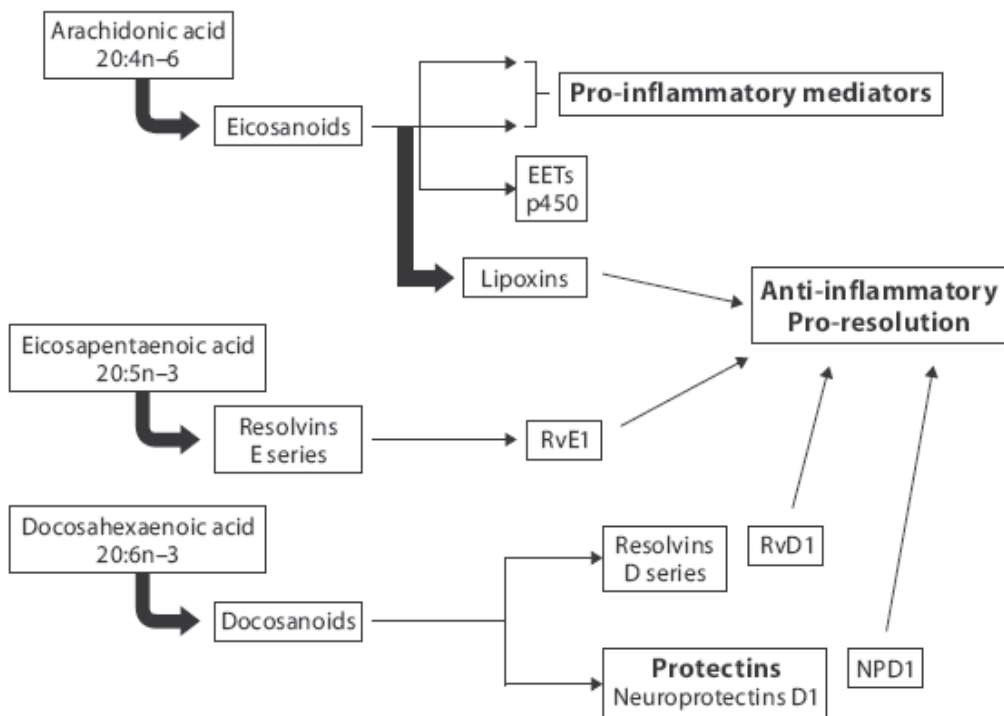 Arachidonic acid
20:4n–6
Eicosanoids
Pro-inflammatory mediators
EETs
p450
Lipoxins
Anti-inflammatory
Pro-resolution
Eicosapentaenoic acid
20:5n–3
Resolvins
E series
RvE1
Docosahexaenoic acid
20:6n–3
Docosanoids
Resolvins
D series
RvD1
Protectins
Neuroprotectins D1
NPD1